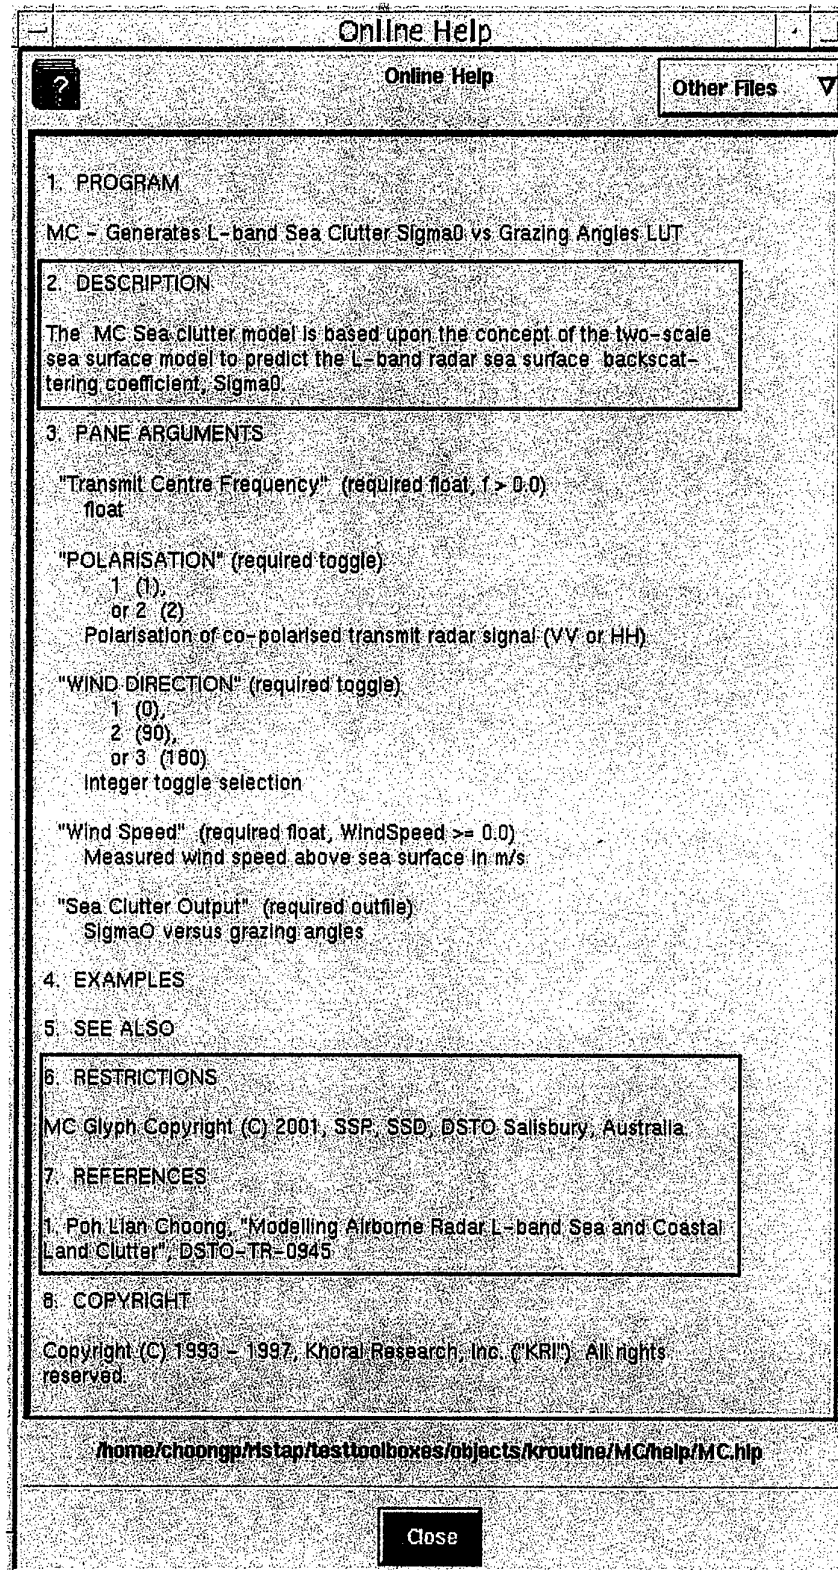 Online Help
Online Help
Other Files
?
1. PROGRAM
MC - Generates L-band Sea Clutter Sigma0 vs Grazing Angles LUT
2. DESCRIPTION
The MC Sea clutter model is based upon the concept of the two-scale
sea surface model to predict the L-band radar sea surface backscat-
tering coefficient, Sigma0.
3. PANE ARGUMENTS
"Transmit Centre Frequency" (required float, f > 0.0)
float
"POLARISATION" (required toggle)
1 (1),
or 2 (2)
Polarisation of co-polarised transmit radar signal (VV or HH)
"WIND DIRECTION" (required toggle)
1 (0),
2 (90),
or 3 (180)
Integer toggle selection
"Wind Speed" (required float, WindSpeed >= 0.0)
Measured wind speed above sea surface in m/s
"Sea Clutter Output" (required outfile)
SigmaO versus grazing angles
4. EXAMPLES
5. SEE ALSO
6. RESTRICTIONS
MC Glyph Copyright (C) 2001, SSP, SSD, DSTO Salisbury, Australia.
7. REFERENCES
1. Poh Lian Choong, "Modelling Airborne Radar L-band Sea and Coastal
Land Clutter", DSTO-TR-0945
8. COPYRIGHT
Copyright (C) 1993 - 1997, Khoral Research, Inc. ("KRI"). All rights
reserved.
/home/choongp/rlstap/testtoolboxes/objects/kroutine/MC/help/MC.hlp
Close